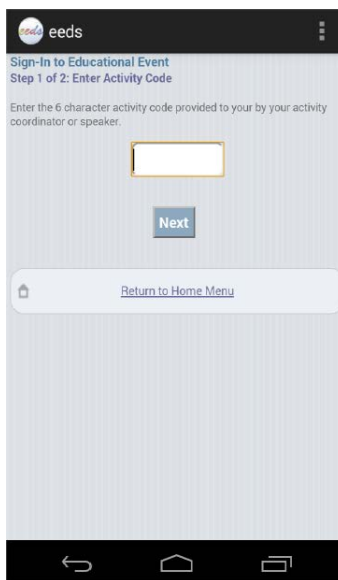 eeds eeds
Sign-In to Educational Event
Step 1 of 2: Enter Activity Code
Enter the 6 character activity code provided to your by your activity
coordinator or speaker.
Next
Return to Home Menu